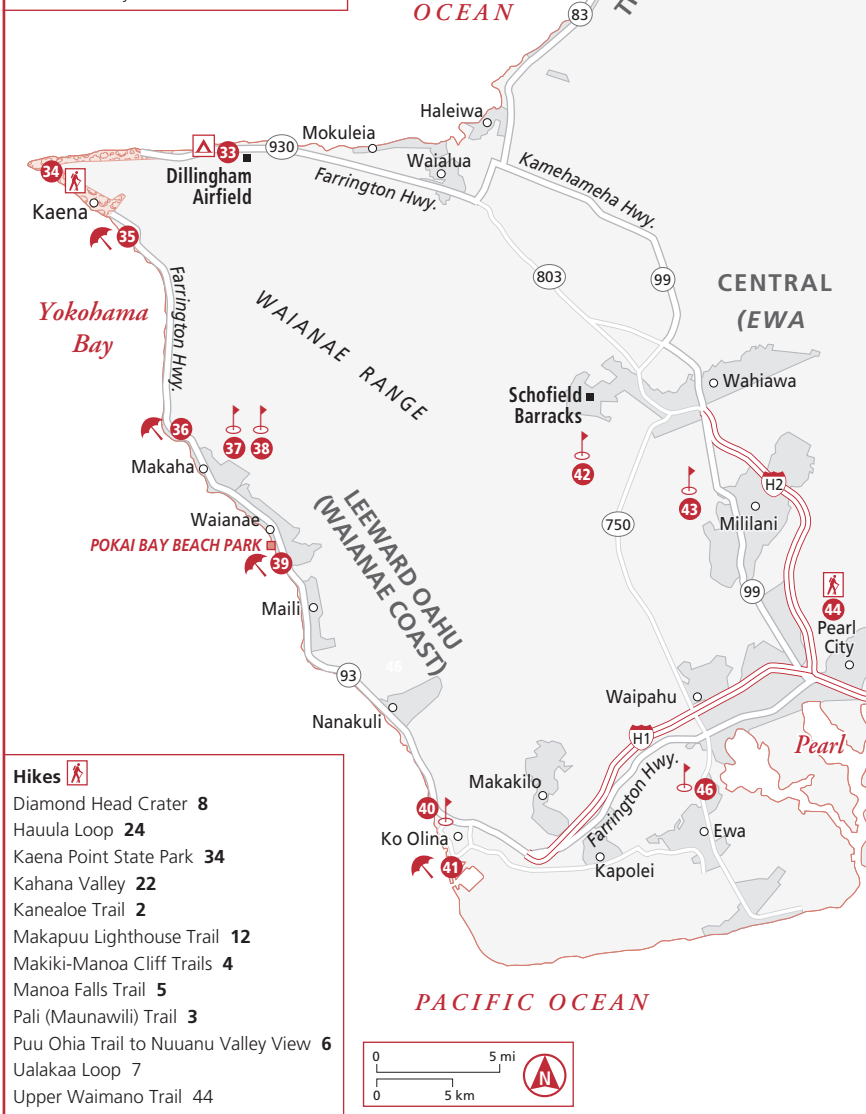 OCEAN
83
Haleiwa
Mokuleia
930
33
Dillingham
Airfield
Waialua
Farrington Hwy.
Kamehameha Hwy.
34
Kaena
35
803
99
CENTRAL
(EWA
Yokohama
Bay
Farrington Hwy.
WAIANAE RANGE
Wahiawa
Schofield
Barracks
36
37
38
42
43
H2
Makaha
Mililani
Waianae
750
POKAI BAY BEACH PARK
39
LEEWARD OAHU
(WAIANAE COAST)
99
44
Pearl
City
Maili
46
93
Waipahu
Nanakuli
H1
Pearl
Makakilo
Farrington Hwy.
46
40
Ko Olina
Ewa
41
Kapolei
PACIFIC OCEAN
Hikes
Diamond Head Crater 8
Hauula Loop 24
Kaena Point State Park 34
Kahana Valley 22
Kanealoe Trail 2
Makapuu Lighthouse Trail 12
Makiki-Manoa Cliff Trails 4
Manoa Falls Trail 5
Pali (Maunawili) Trail 3
Puu Ohia Trail to Nuuanu Valley View 6
Ualakaa Loop 7
Upper Waimano Trail 44
0 5 mi
0 5 km
N